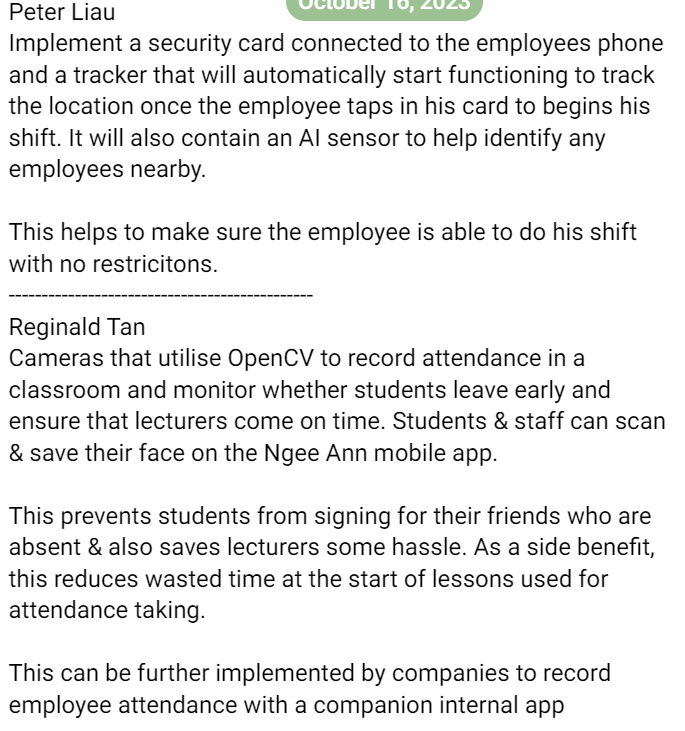 October 16, 2023
Peter Liau
Implement a security card connected to the employees phone
and a tracker that will automatically start functioning to track
the location once the employee taps in his card to begins his
shift. It will also contain an AI sensor to help identify any
employees nearby.
This helps to make sure the employee is able to do his shift
with no restricitons.
----------------------------------------------
Reginald Tan
Cameras that utilise OpenCV to record attendance in a
classroom and monitor whether students leave early and
ensure that lecturers come on time. Students & staff can scan
& save their face on the Ngee Ann mobile app.
This prevents students from signing for their friends who are
absent & also saves lecturers some hassle. As a side benefit,
this reduces wasted time at the start of lessons used for
attendance taking.
This can be further implemented by companies to record
employee attendance with a companion internal app